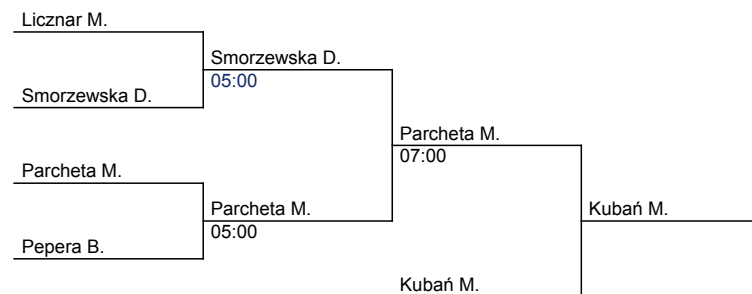 Licznar M.
Smorzewska D.
05:00
Smorzewska D.
Parcheta M.
07:00
Parcheta M.
Parcheta M.
05:00
Kubań M.
Pepera B.
Kubań M.